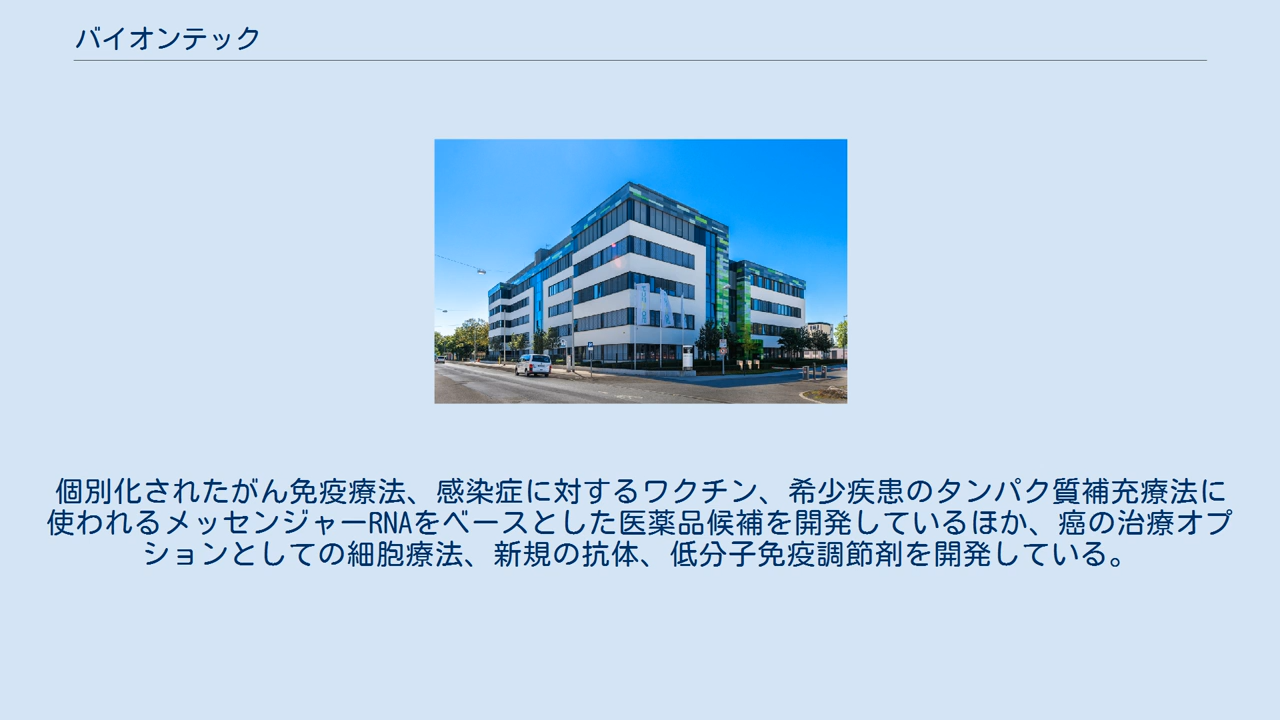 バイオンテック
個別化されたがん免疫療法、感染症に対するワクチン、希少疾患のタンパク質補充療法に
使われるメッセンジャーRNAをベースとした医薬品候補を開発しているほか、癌の治療オプ
ションとしての細胞療法、新規の抗体、低分子免疫調節剤を開発している。